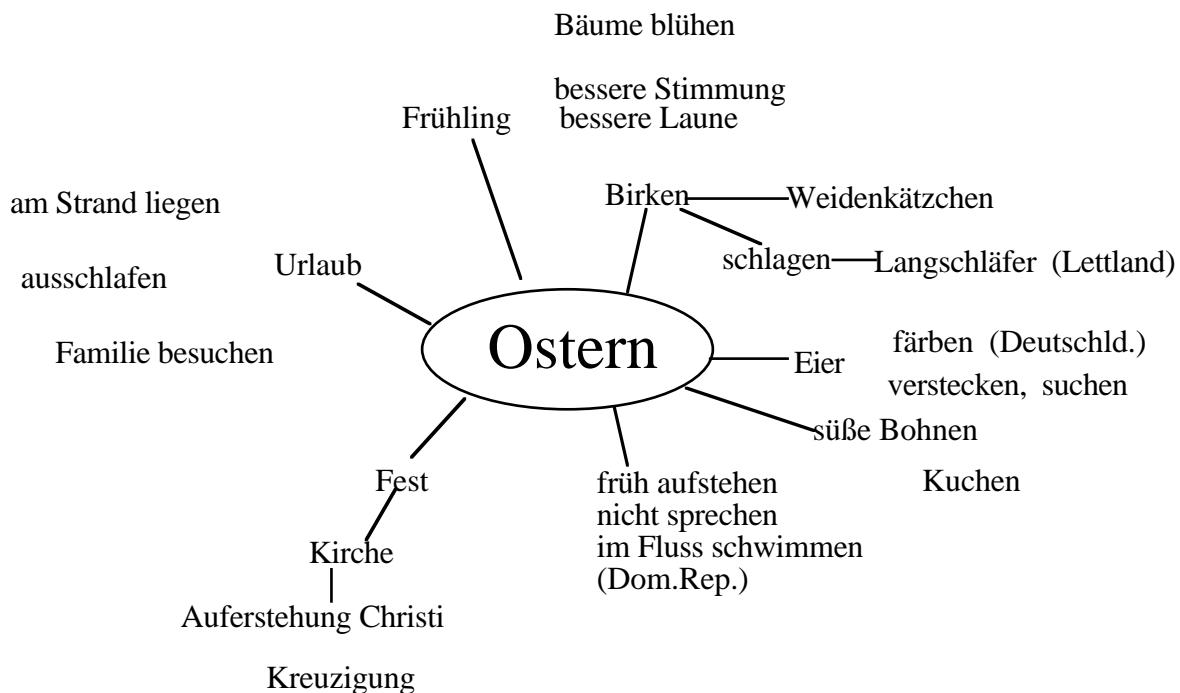 Bäume blühen
bessere Stimmung
Frühling bessere Laune
Birken Weidenkätzchen
am Strand liegen
schlagen Langschläfer (Lettland)
Urlaub
ausschlafen
Ostern
färben (Deutschld.)
Familie besuchen
Eier
verstecken, suchen
süße Bohnen
Fest
früh aufstehen
Kuchen
nicht sprechen
im Fluss schwimmen
Kirche
(Dom.Rep.)
Auferstehung Christi
Kreuzigung